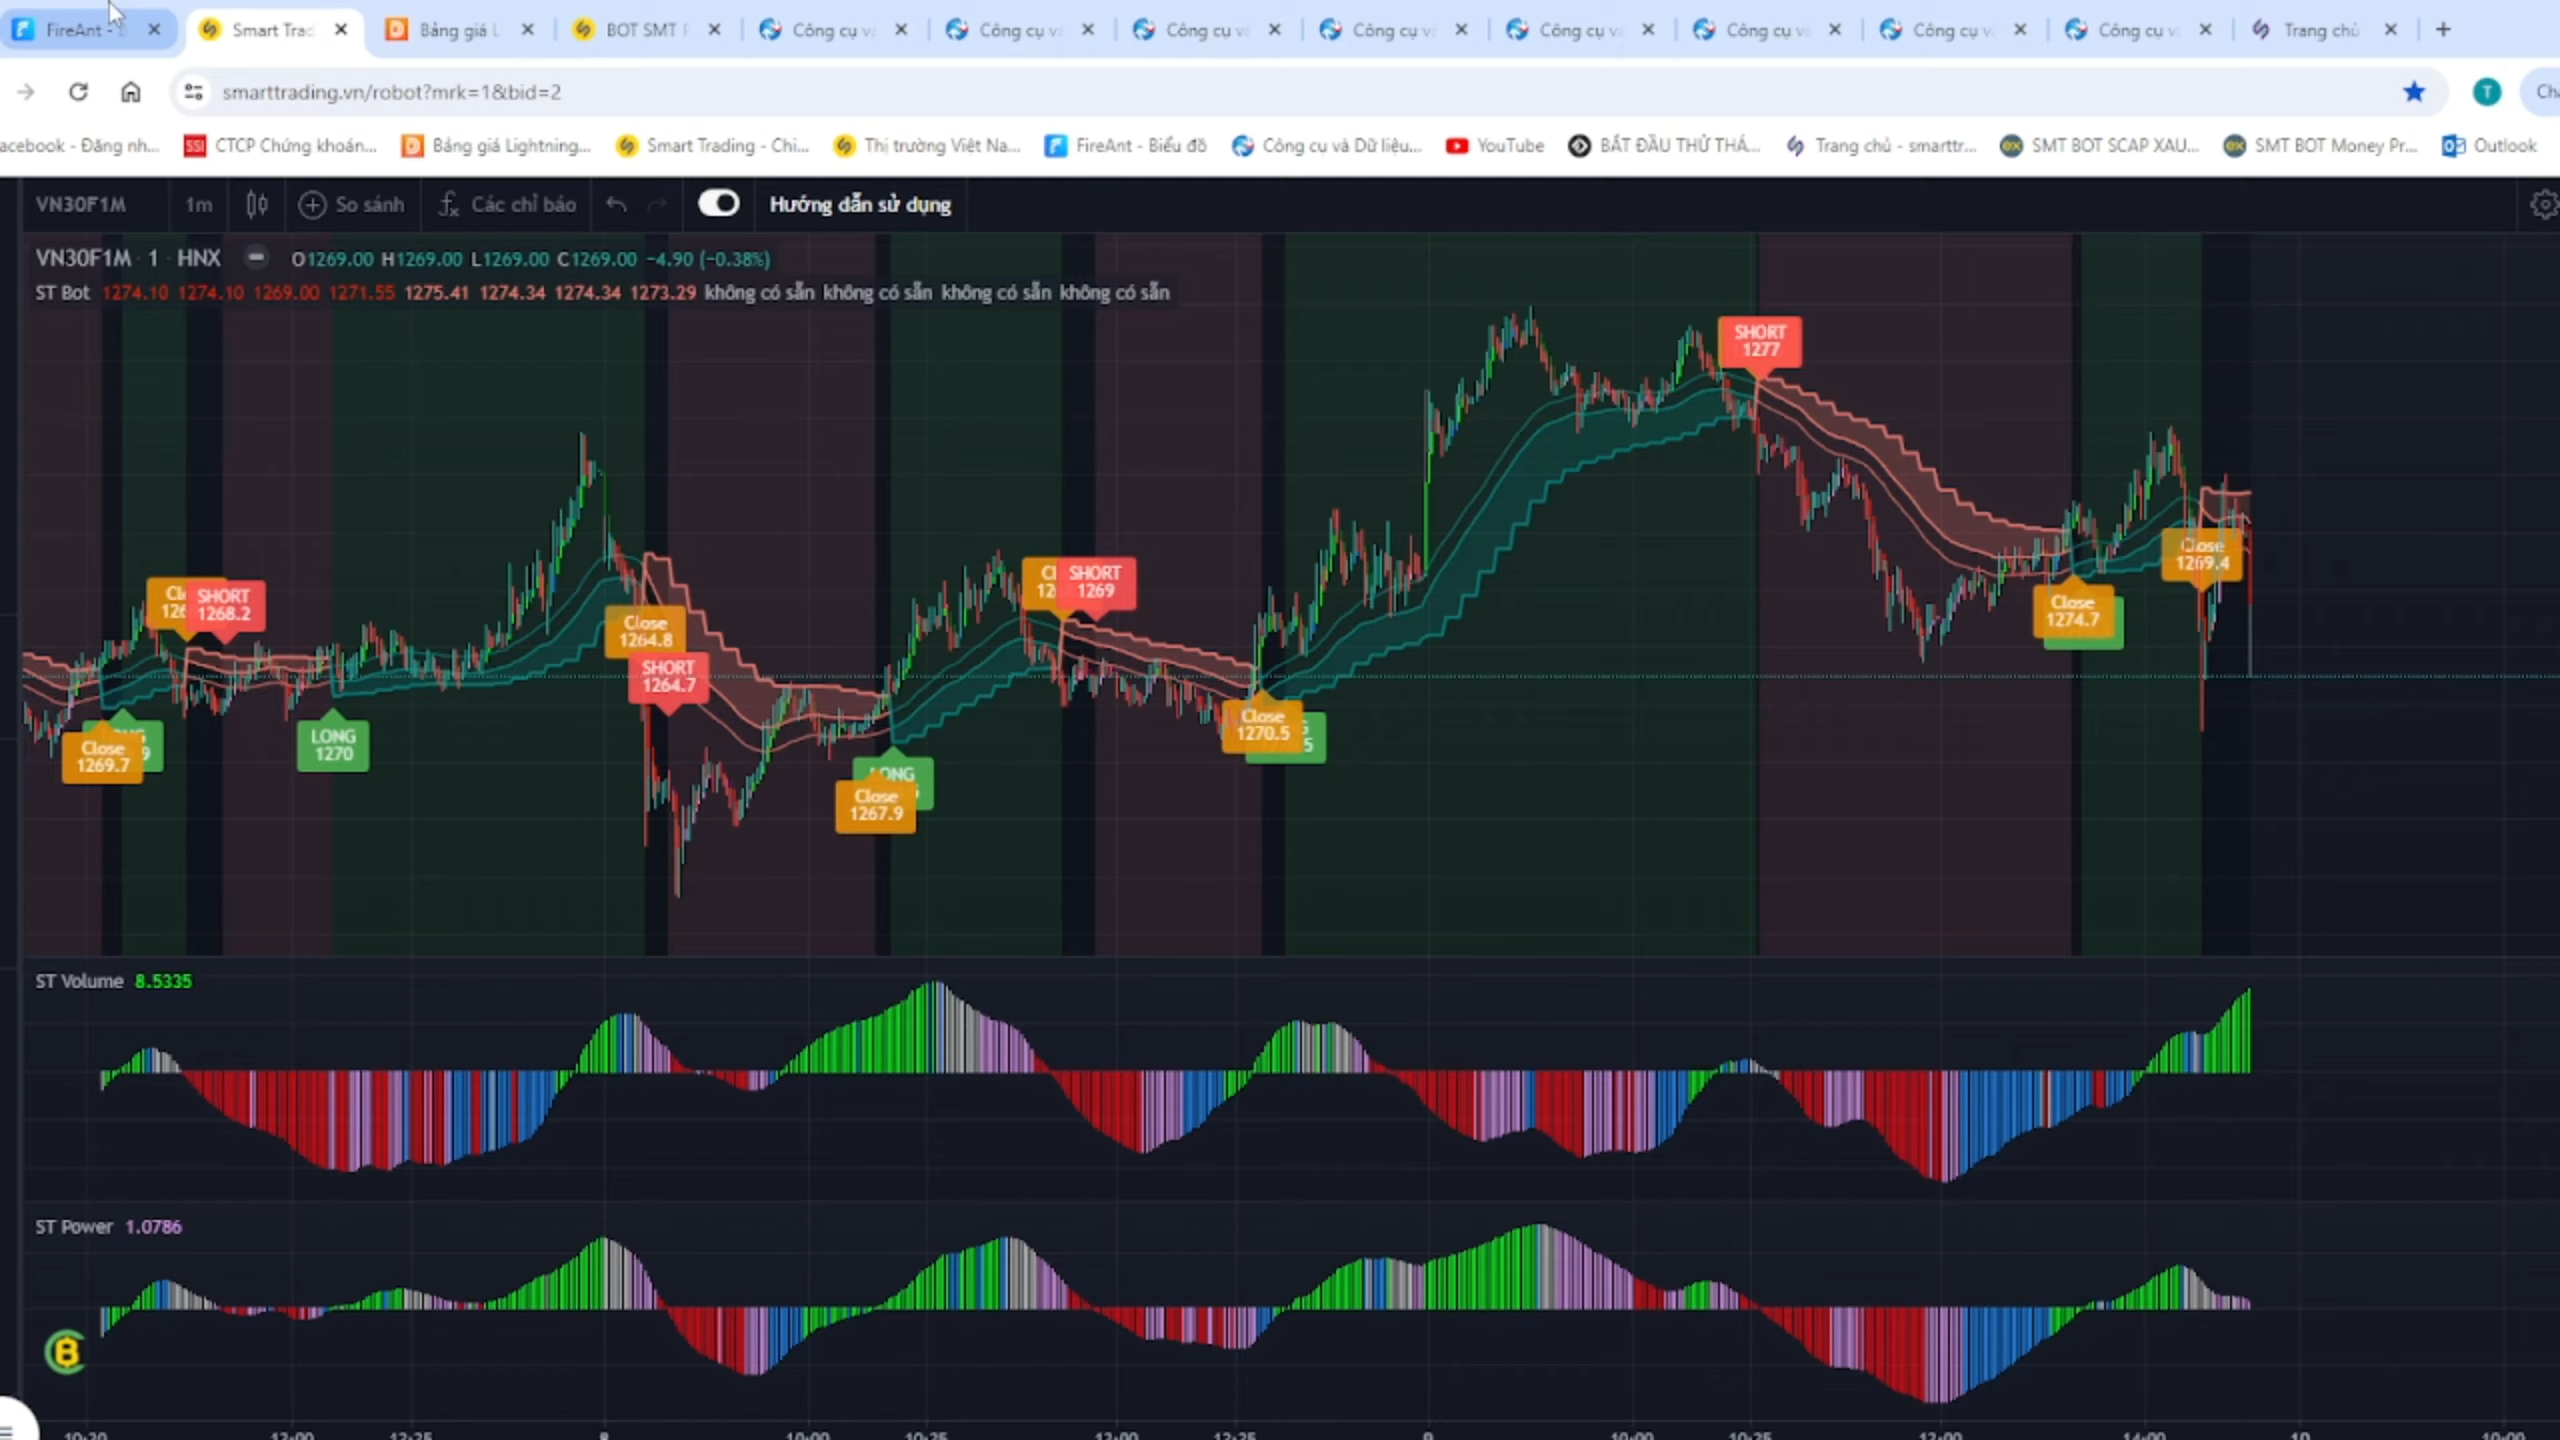 FireAnt -
Smart Trad
Bảng giá L
BOT SMT P
Công cụ v
Công cụ v
Công cụ v
Công cụ v
Công cụ v
Công cụ v
Công cụ v
Công cụ v
Trang chủ
smarttrading.vn/robot?mrk=1&bid=2
T
Ch
acebook - Đăng nh...
SSI
CTCP Chứng khoán...
Bảng giá Lightning...
Smart Trading - Chi...
Thị trường Việt Na...
FireAnt - Biểu đồ
Công cụ và Dữ liệu...
YouTube
BẮT ĐẦU THỬ THÁ...
Trang chủ - smarttr...
SMT BOT SCAP XAU...
SMT BOT Money Pr...
Outlook
VN30F1M
1m
So sánh
Các chỉ báo
Hướng dẫn sử dụng
VN30F1M · 1 · HNX O1269.00 H1269.00 L1269.00 C1269.00 −4.90 (−0.38%)
ST Bot 1274.10 1274.10 1269.00 1271.55 1275.41 1274.34 1274.34 1273.29 không có sẵn không có sẵn không có sẵn không có sẵn
SHORT
1277
Close
1269.4
SHORT
1268.2
SHORT
1269
Close
1274.7
Close
1264.8
SHORT
1264.7
Close
1269.7
LONG
1270
Close
1270.5
LONG
Close
1267.9
ST Volume 8.5335
ST Power 1.0786